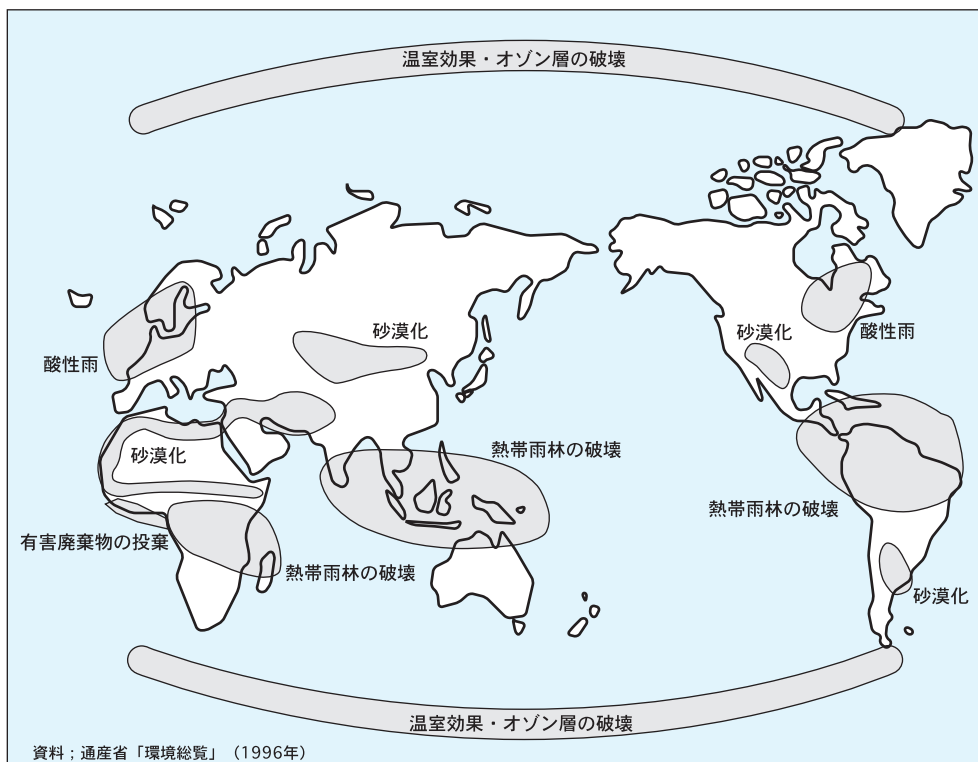 温室効果・オゾン層の破壊
砂漠化
砂漠化
酸性雨
酸性雨
熱帯雨林の破壊
砂漠化
熱帯雨林の破壊
有害廃棄物の投棄
熱帯雨林の破壊
砂漠化
温室効果・オゾン層の破壊
資料；通産省「環境総覧」（1996年）